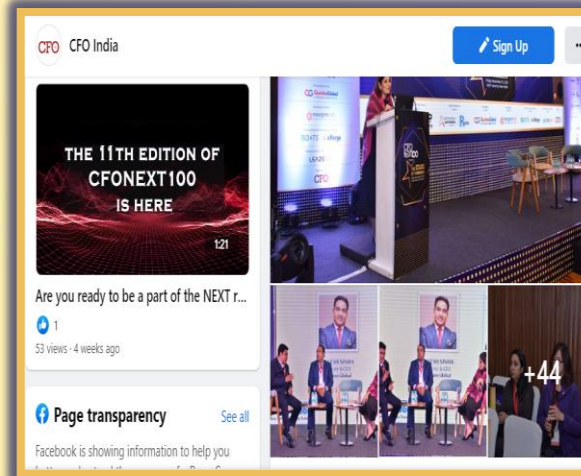 CFO
CFO India
Sign Up
THE 11TH EDITION OF
CFONEXT100
IS HERE
1:21
Are you ready to be a part of the NEXT r...
1
53 views · 4 weeks ago
Page transparency
See all
Facebook is showing information to help you
CFO
+44